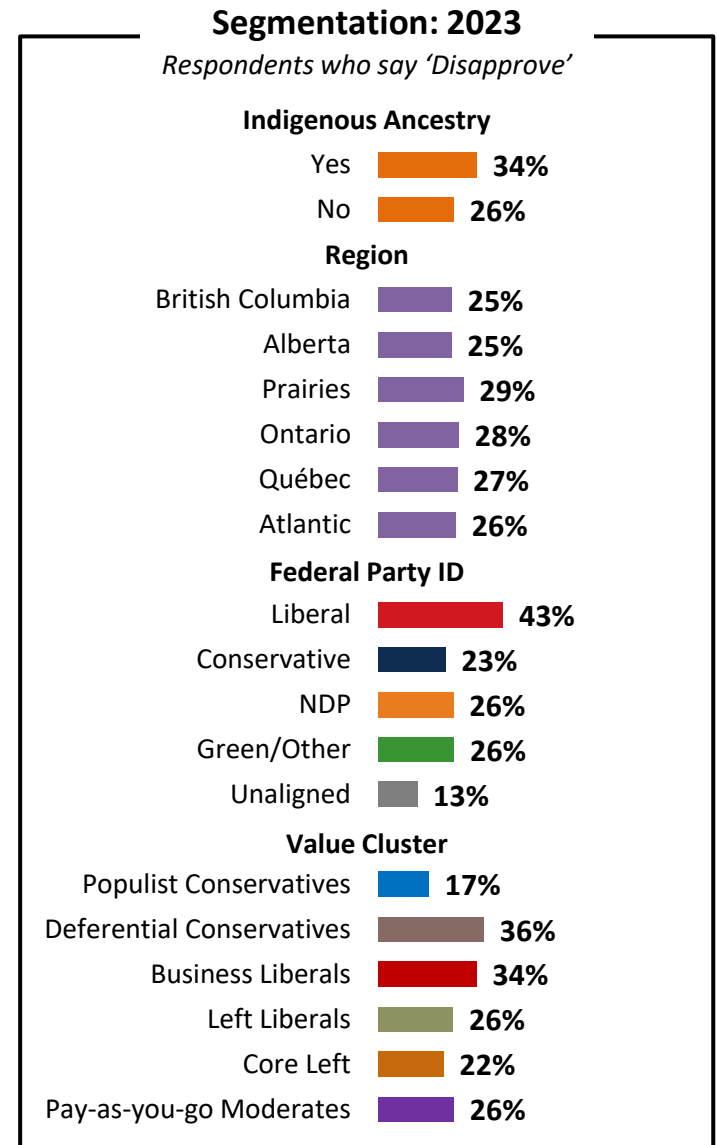 Segmentation: 2023
Respondents who say ‘Disapprove’
Indigenous Ancestry
Yes 34%
No 26%
Region
British Columbia 25%
Alberta 25%
Prairies 29%
Ontario 28%
Québec 27%
Atlantic 26%
Federal Party ID
Liberal 43%
Conservative 23%
NDP 26%
Green/Other 26%
Unaligned 13%
Value Cluster
Populist Conservatives 17%
Deferential Conservatives 36%
Business Liberals 34%
Left Liberals 26%
Core Left 22%
Pay-as-you-go Moderates 26%